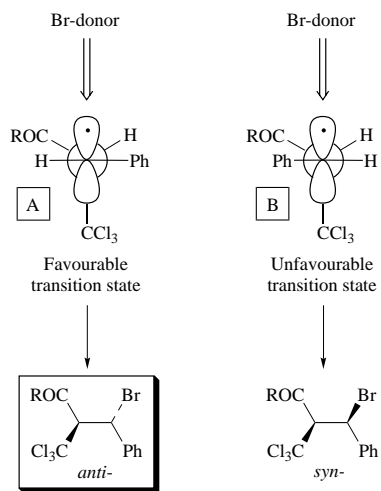 Br-donor
Br-donor
ROC
H
H
Ph
A
CCl3
ROC
H
Ph
H
B
CCl3
Favourable
transition state
Unfavourable
transition state
ROC
Br
Cl3C
Ph
anti-
ROC
Br
Cl3C
Ph
syn-